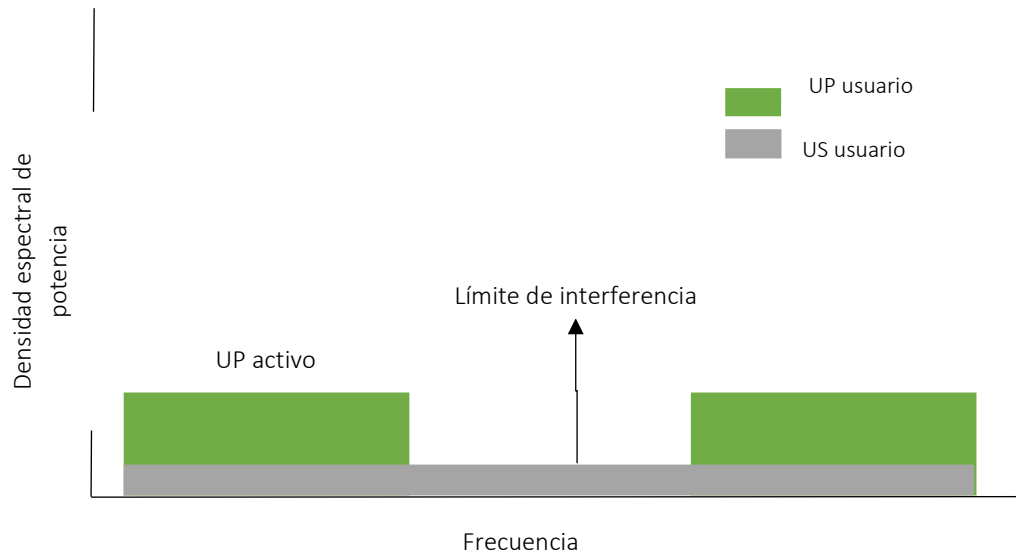 UP usuario
US usuario
Densidad espectral de
potencia
Límite de interferencia
UP activo
Frecuencia